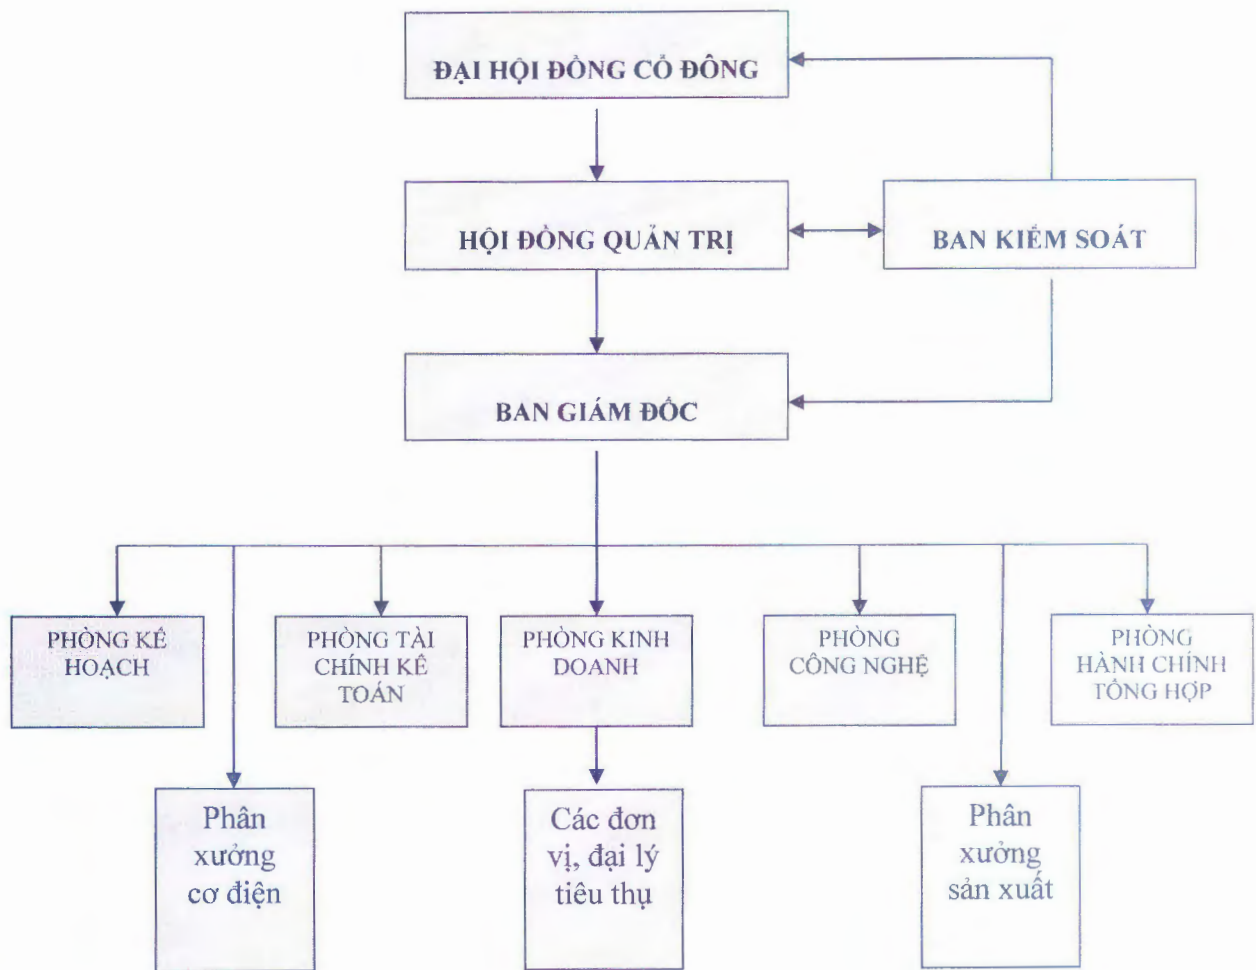 ĐẠI HỘI ĐỒNG CỔ ĐÔNG
HỘI ĐỒNG QUẢN TRỊ
BAN KIỂM SOÁT
BAN GIÁM ĐỐC
PHÒNG KẾ
HOẠCH
PHÒNG TÀI
CHÍNH KẾ
TOÁN
PHÒNG KINH
DOANH
PHÒNG
CÔNG NGHỆ
PHÒNG
HÀNH CHÍNH
TỔNG HỢP
Phân
xưởng
cơ điện
Các đơn
vị, đại lý
tiêu thụ
Phân
xưởng
sản xuất